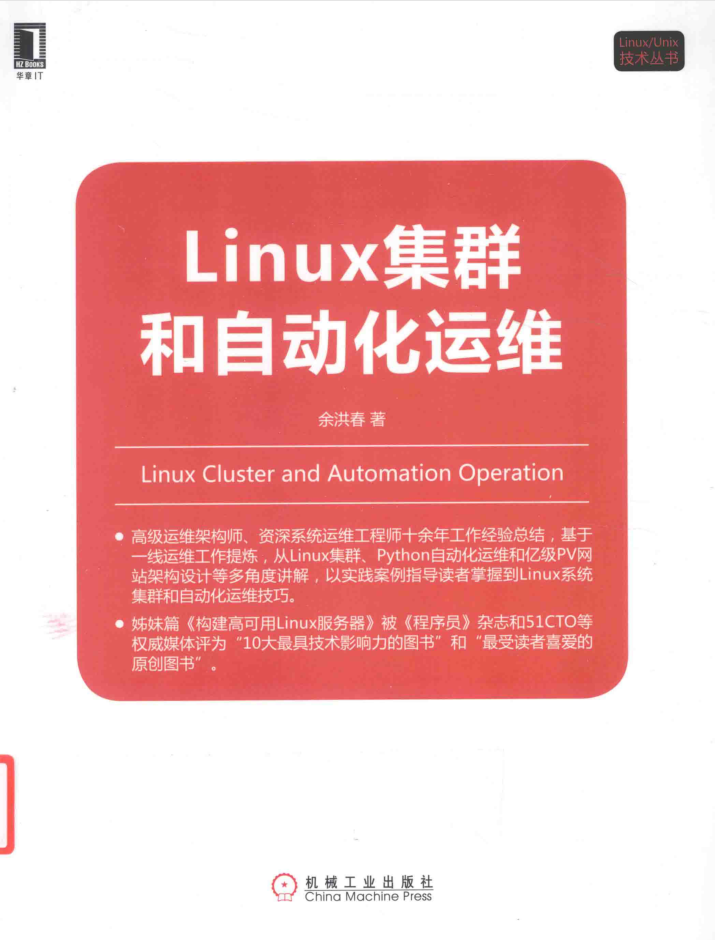 HZ BOOKS
华章IT
Linux/Unix
技术丛书
Linux集群
和自动化运维
余洪春 著
Linux Cluster and Automation Operation
● 高级运维架构师、资深系统运维工程师十余年工作经验总结，基于
一线运维工作提炼，从Linux集群、Python自动化运维和亿级PV网
站架构设计等多角度讲解，以实践案例指导读者掌握到Linux系统
集群和自动化运维技巧。
● 姊妹篇《构建高可用Linux服务器》被《程序员》杂志和51CTO等
权威媒体评为“10大最具技术影响力的图书”和“最受读者喜爱的
原创图书”。
机械工业出版社
China Machine Press